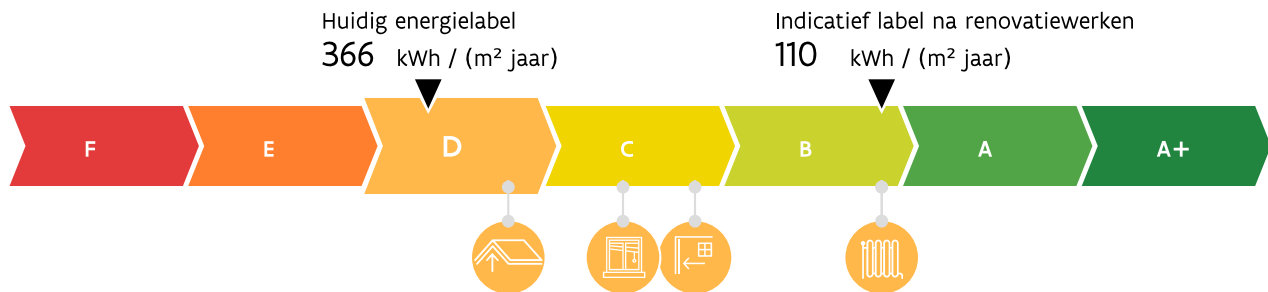 Huidig energielabel
366 kWh / (m² jaar)
Indicatief label na renovatiewerken
110 kWh / (m² jaar)
F E D C B A A+